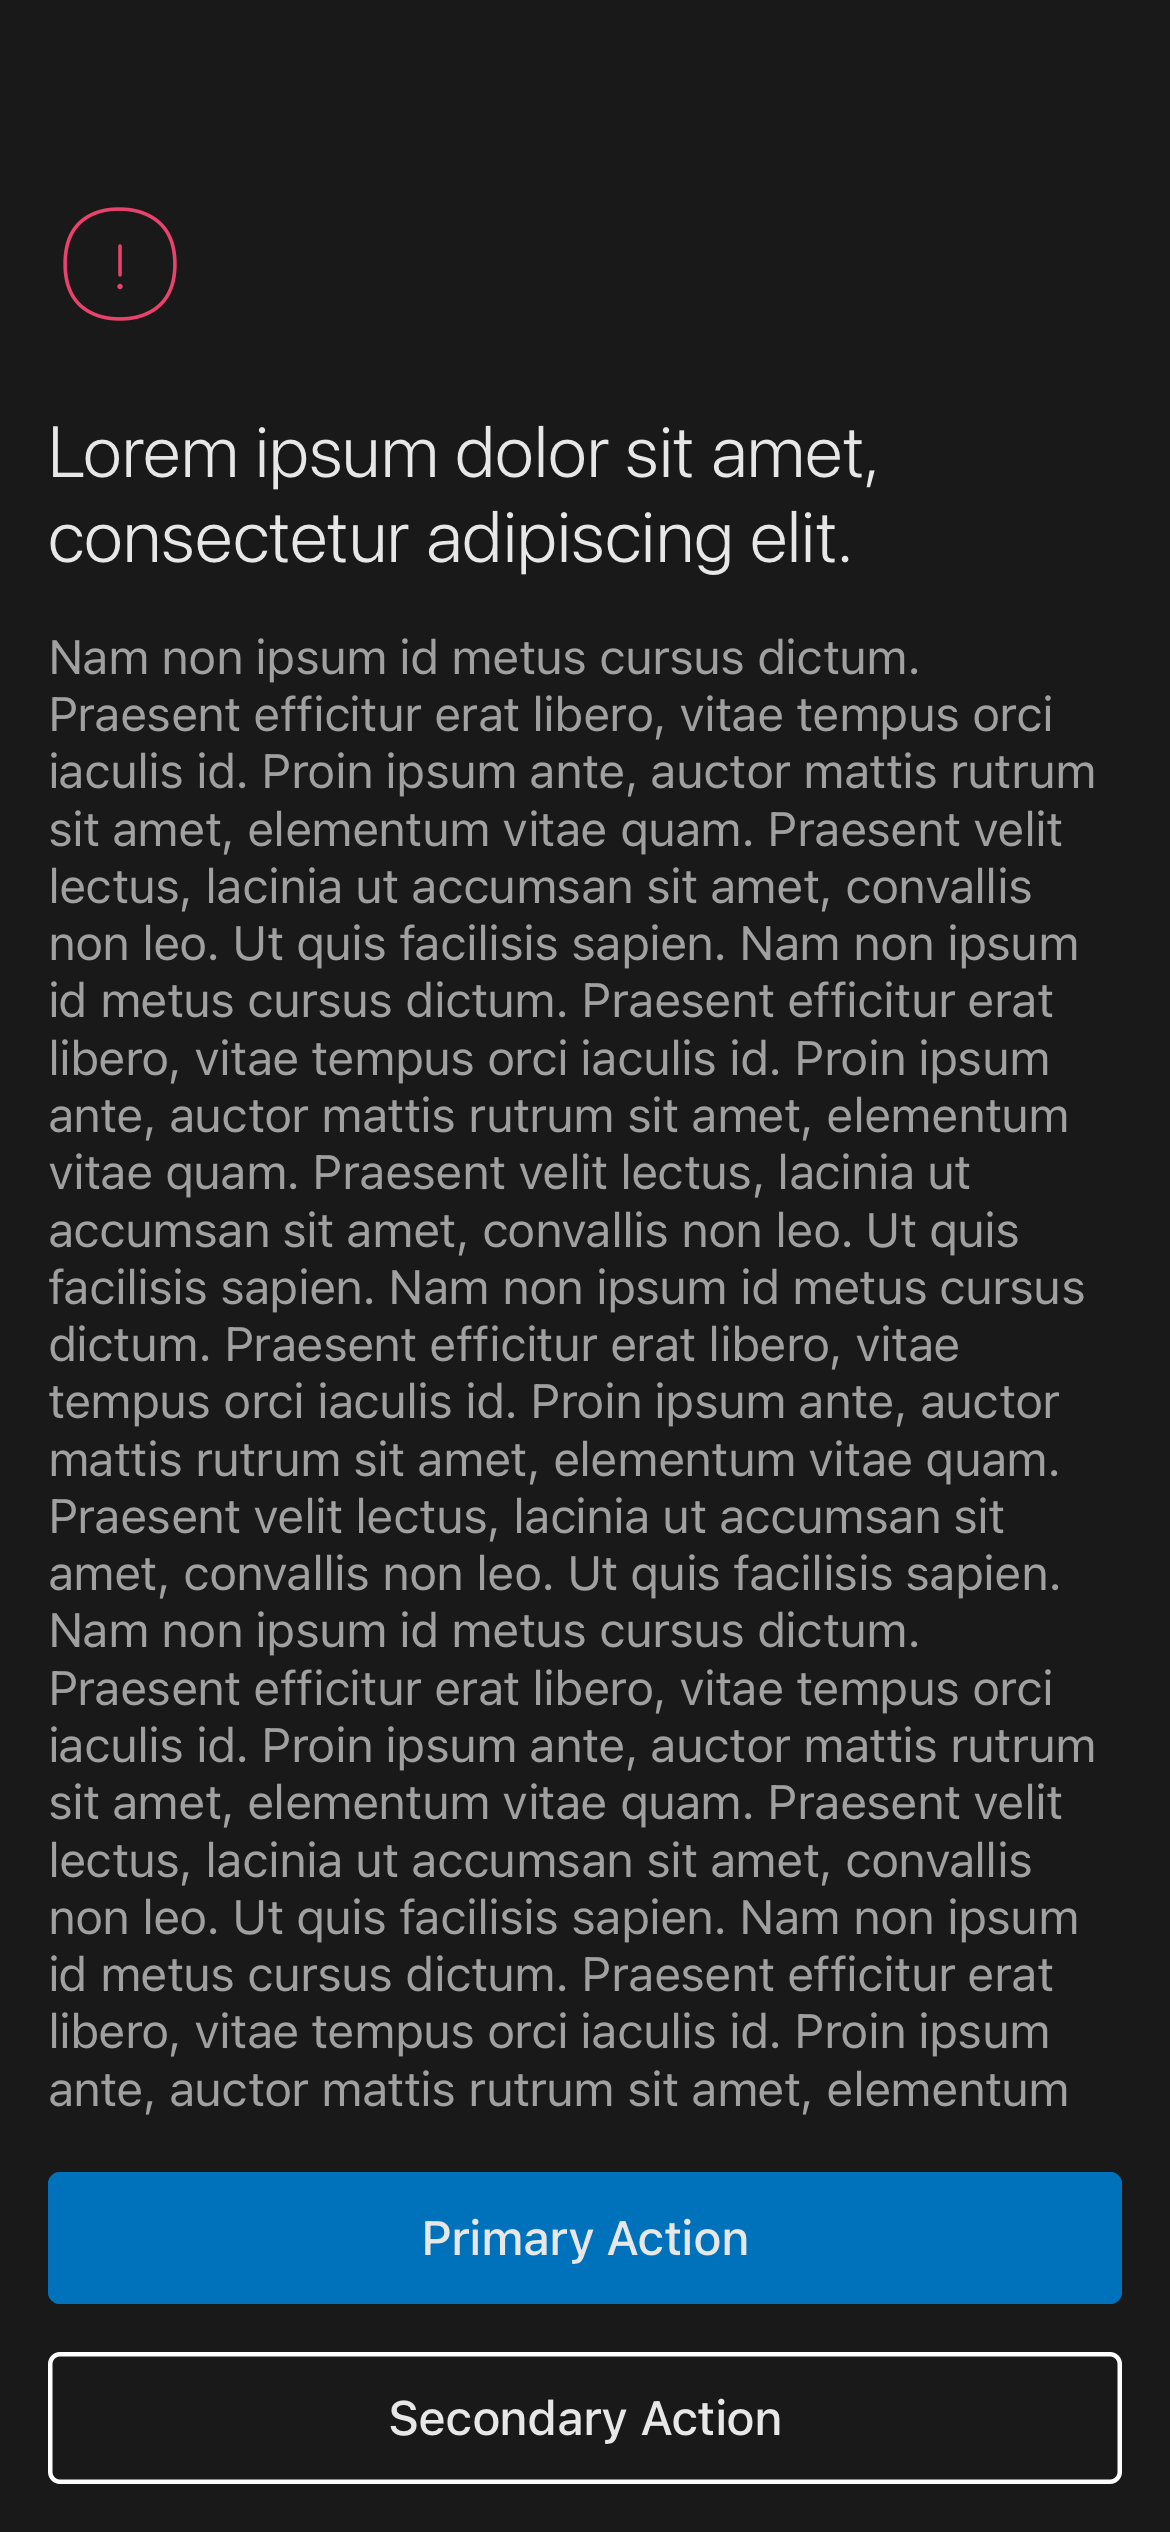 !
Lorem ipsum dolor sit amet,
consectetur adipiscing elit.
Nam non ipsum id metus cursus dictum.
Praesent efficitur erat libero, vitae tempus orci
iaculis id. Proin ipsum ante, auctor mattis rutrum
sit amet, elementum vitae quam. Praesent velit
lectus, lacinia ut accumsan sit amet, convallis
non leo. Ut quis facilisis sapien. Nam non ipsum
id metus cursus dictum. Praesent efficitur erat
libero, vitae tempus orci iaculis id. Proin ipsum
ante, auctor mattis rutrum sit amet, elementum
vitae quam. Praesent velit lectus, lacinia ut
accumsan sit amet, convallis non leo. Ut quis
facilisis sapien. Nam non ipsum id metus cursus
dictum. Praesent efficitur erat libero, vitae
tempus orci iaculis id. Proin ipsum ante, auctor
mattis rutrum sit amet, elementum vitae quam.
Praesent velit lectus, lacinia ut accumsan sit
amet, convallis non leo. Ut quis facilisis sapien.
Nam non ipsum id metus cursus dictum.
Praesent efficitur erat libero, vitae tempus orci
iaculis id. Proin ipsum ante, auctor mattis rutrum
sit amet, elementum vitae quam. Praesent velit
lectus, lacinia ut accumsan sit amet, convallis
non leo. Ut quis facilisis sapien. Nam non ipsum
id metus cursus dictum. Praesent efficitur erat
libero, vitae tempus orci iaculis id. Proin ipsum
ante, auctor mattis rutrum sit amet, elementum
Primary Action
Secondary Action